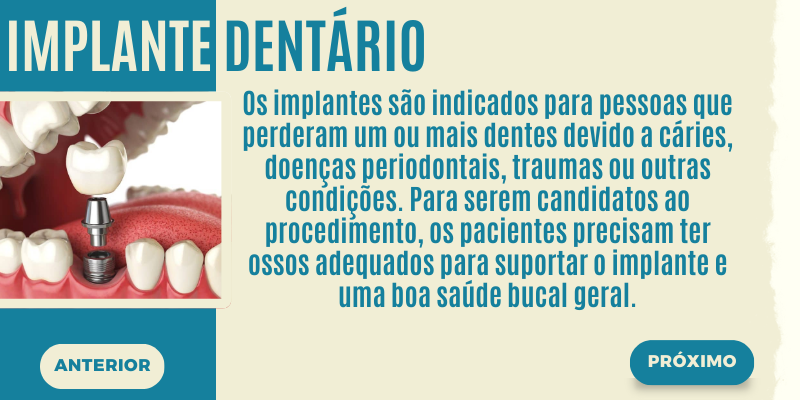 IMPLANTE DENTÁRIO
Os implantes são indicados para pessoas que
perderam um ou mais dentes devido a cáries,
doenças periodontais, traumas ou outras
condições. Para serem candidatos ao
procedimento, os pacientes precisam ter
ossos adequados para suportar o implante e
uma boa saúde bucal geral.
ANTERIOR
PRÓXIMO